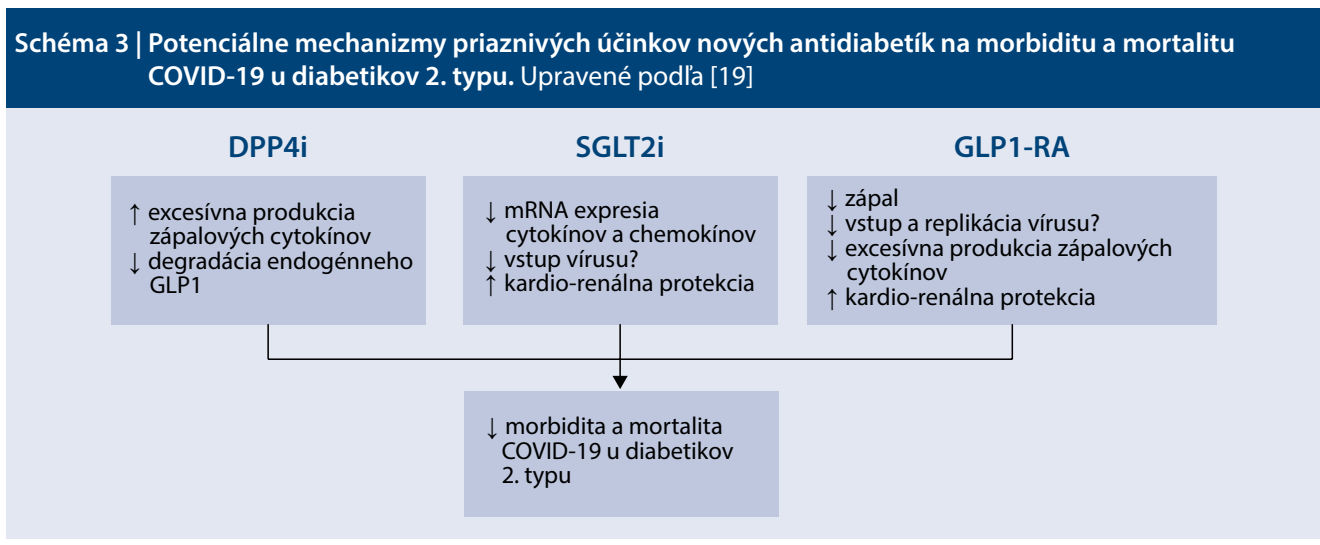 Schéma 3 | Potenciálne mechanizmy priaznivých účinkov nových antidiabetík na morbiditu a mortalitu
COVID-19 u diabetikov 2. typu. Upravené podľa [19]
DPP4i
↑ excesívna produkcia
zápalových cytokínov
↓ degradácia endogénneho
GLP1
SGLT2i
↓ mRNA expresia
cytokínov a chemokínov
↓ vstup vírusu?
↑ kardio-renálna protekcia
GLP1-RA
↓ zápal
↓ vstup a replikácia vírusu?
↓ excesívna produkcia zápalových
cytokínov
↑ kardio-renálna protekcia
↓ morbidita a mortalita
COVID-19 u diabetikov
2. typu